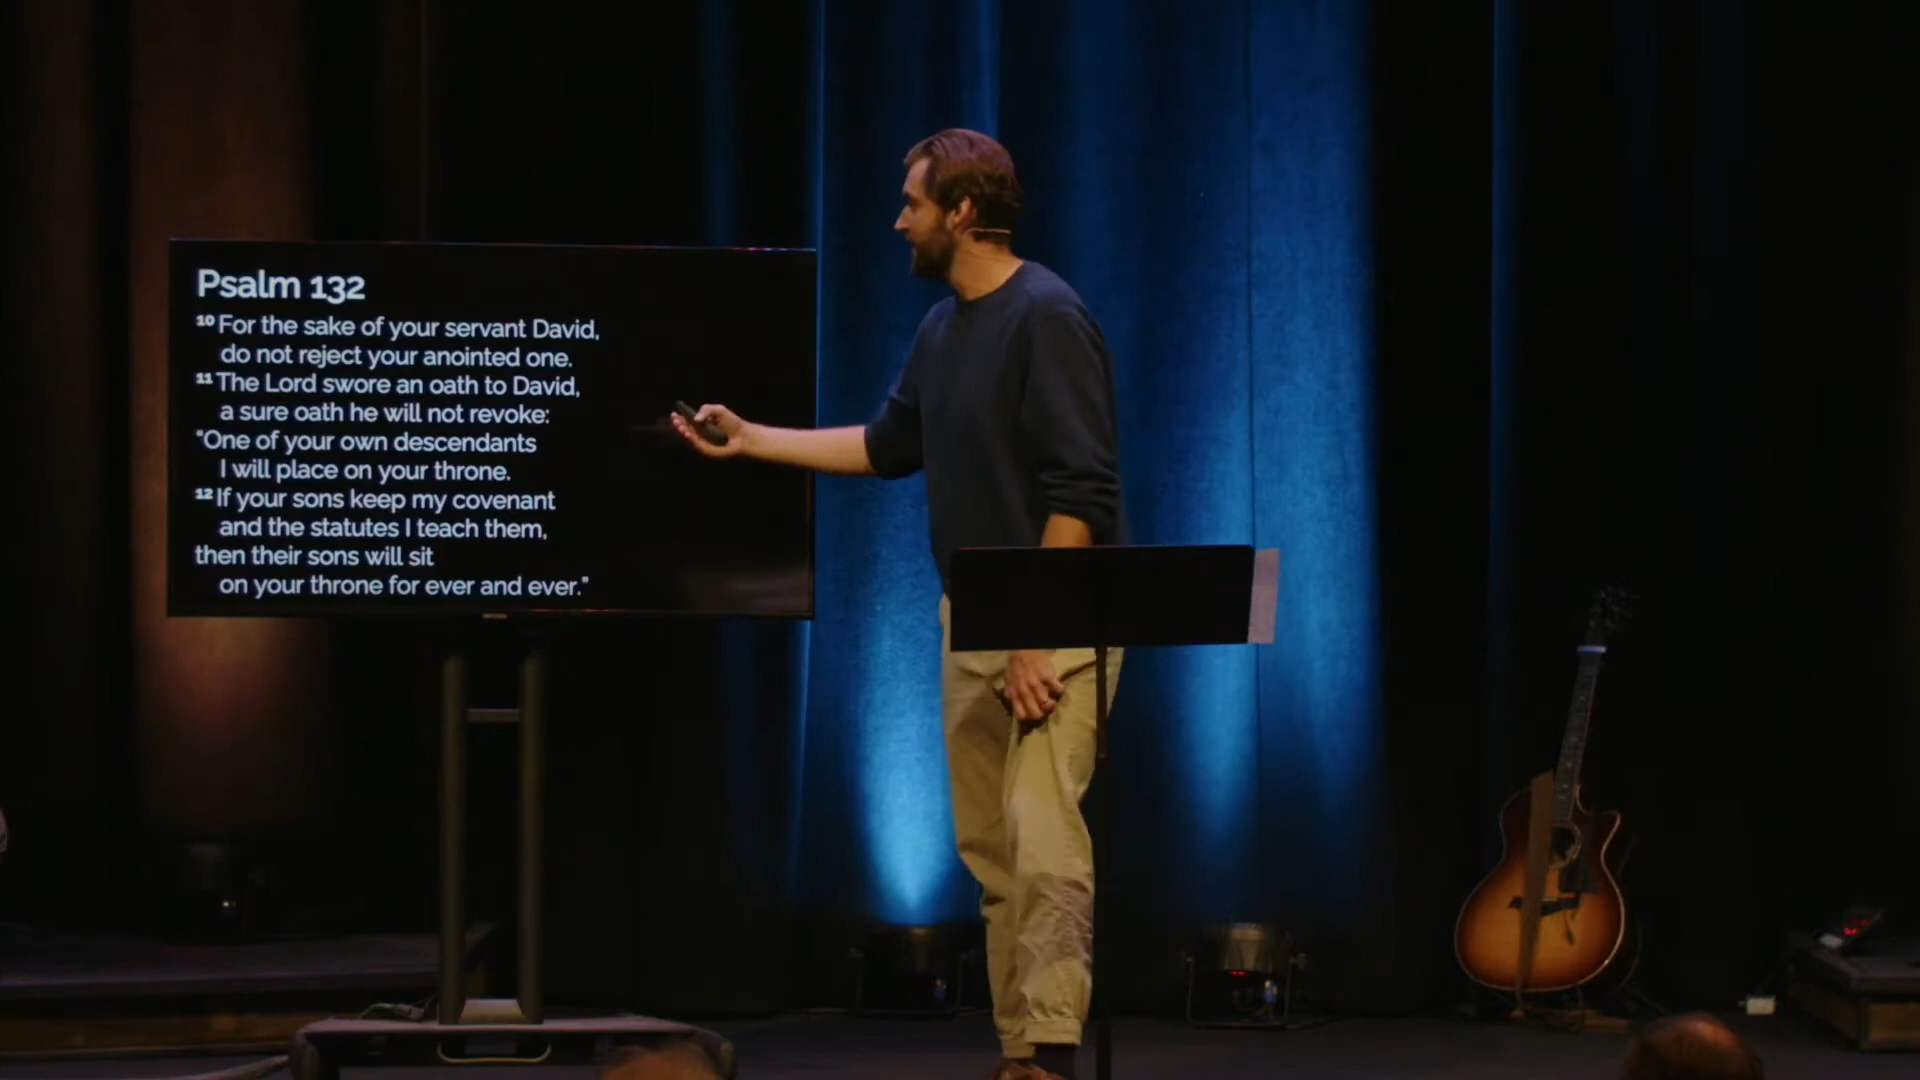 Psalm 132
10 For the sake of your servant David,
do not reject your anointed one.
11 The Lord swore an oath to David,
a sure oath he will not revoke:
"One of your own descendants
I will place on your throne.
12 If your sons keep my covenant
and the statutes I teach them,
then their sons will sit
on your throne for ever and ever."